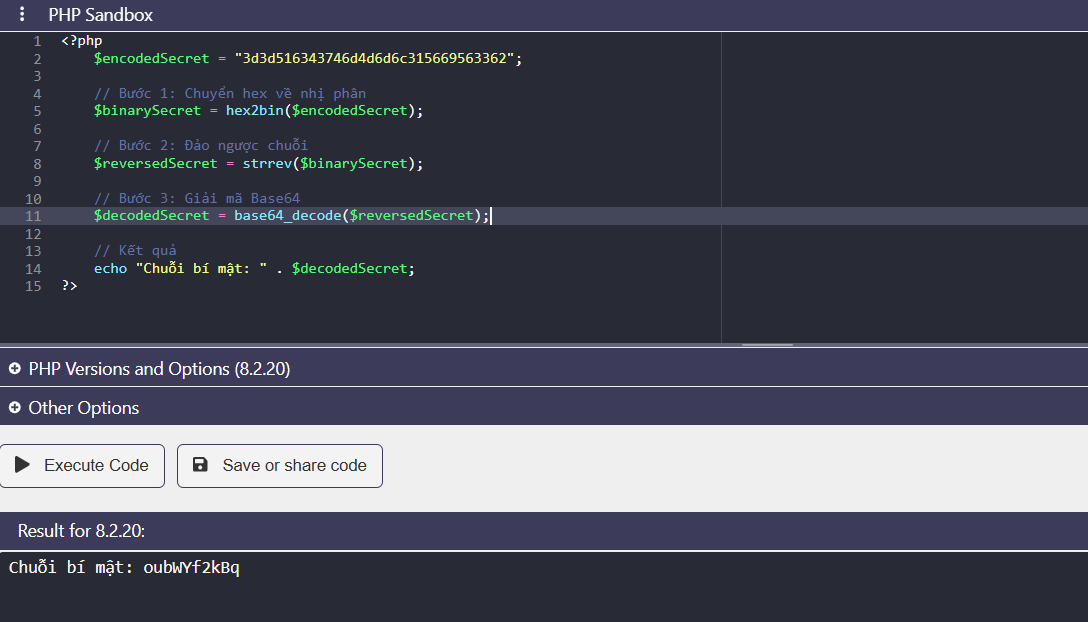 PHP Sandbox
1 <?php
2 $encodedSecret = "3d3d516343746d4d6d6c315669563362";
3
4 // Bước 1: Chuyển hex về nhị phân
5 $binarySecret = hex2bin($encodedSecret);
6
7 // Bước 2: Đảo ngược chuỗi
8 $reversedSecret = strrev($binarySecret);
9
10 // Bước 3: Giải mã Base64
11 $decodedSecret = base64_decode($reversedSecret);
12
13 // Kết quả
14 echo "Chuỗi bí mật: " . $decodedSecret;
15 ?>
PHP Versions and Options (8.2.20)
Other Options
Execute Code
Save or share code
Result for 8.2.20:
Chuỗi bí mật: oubWYf2kBq